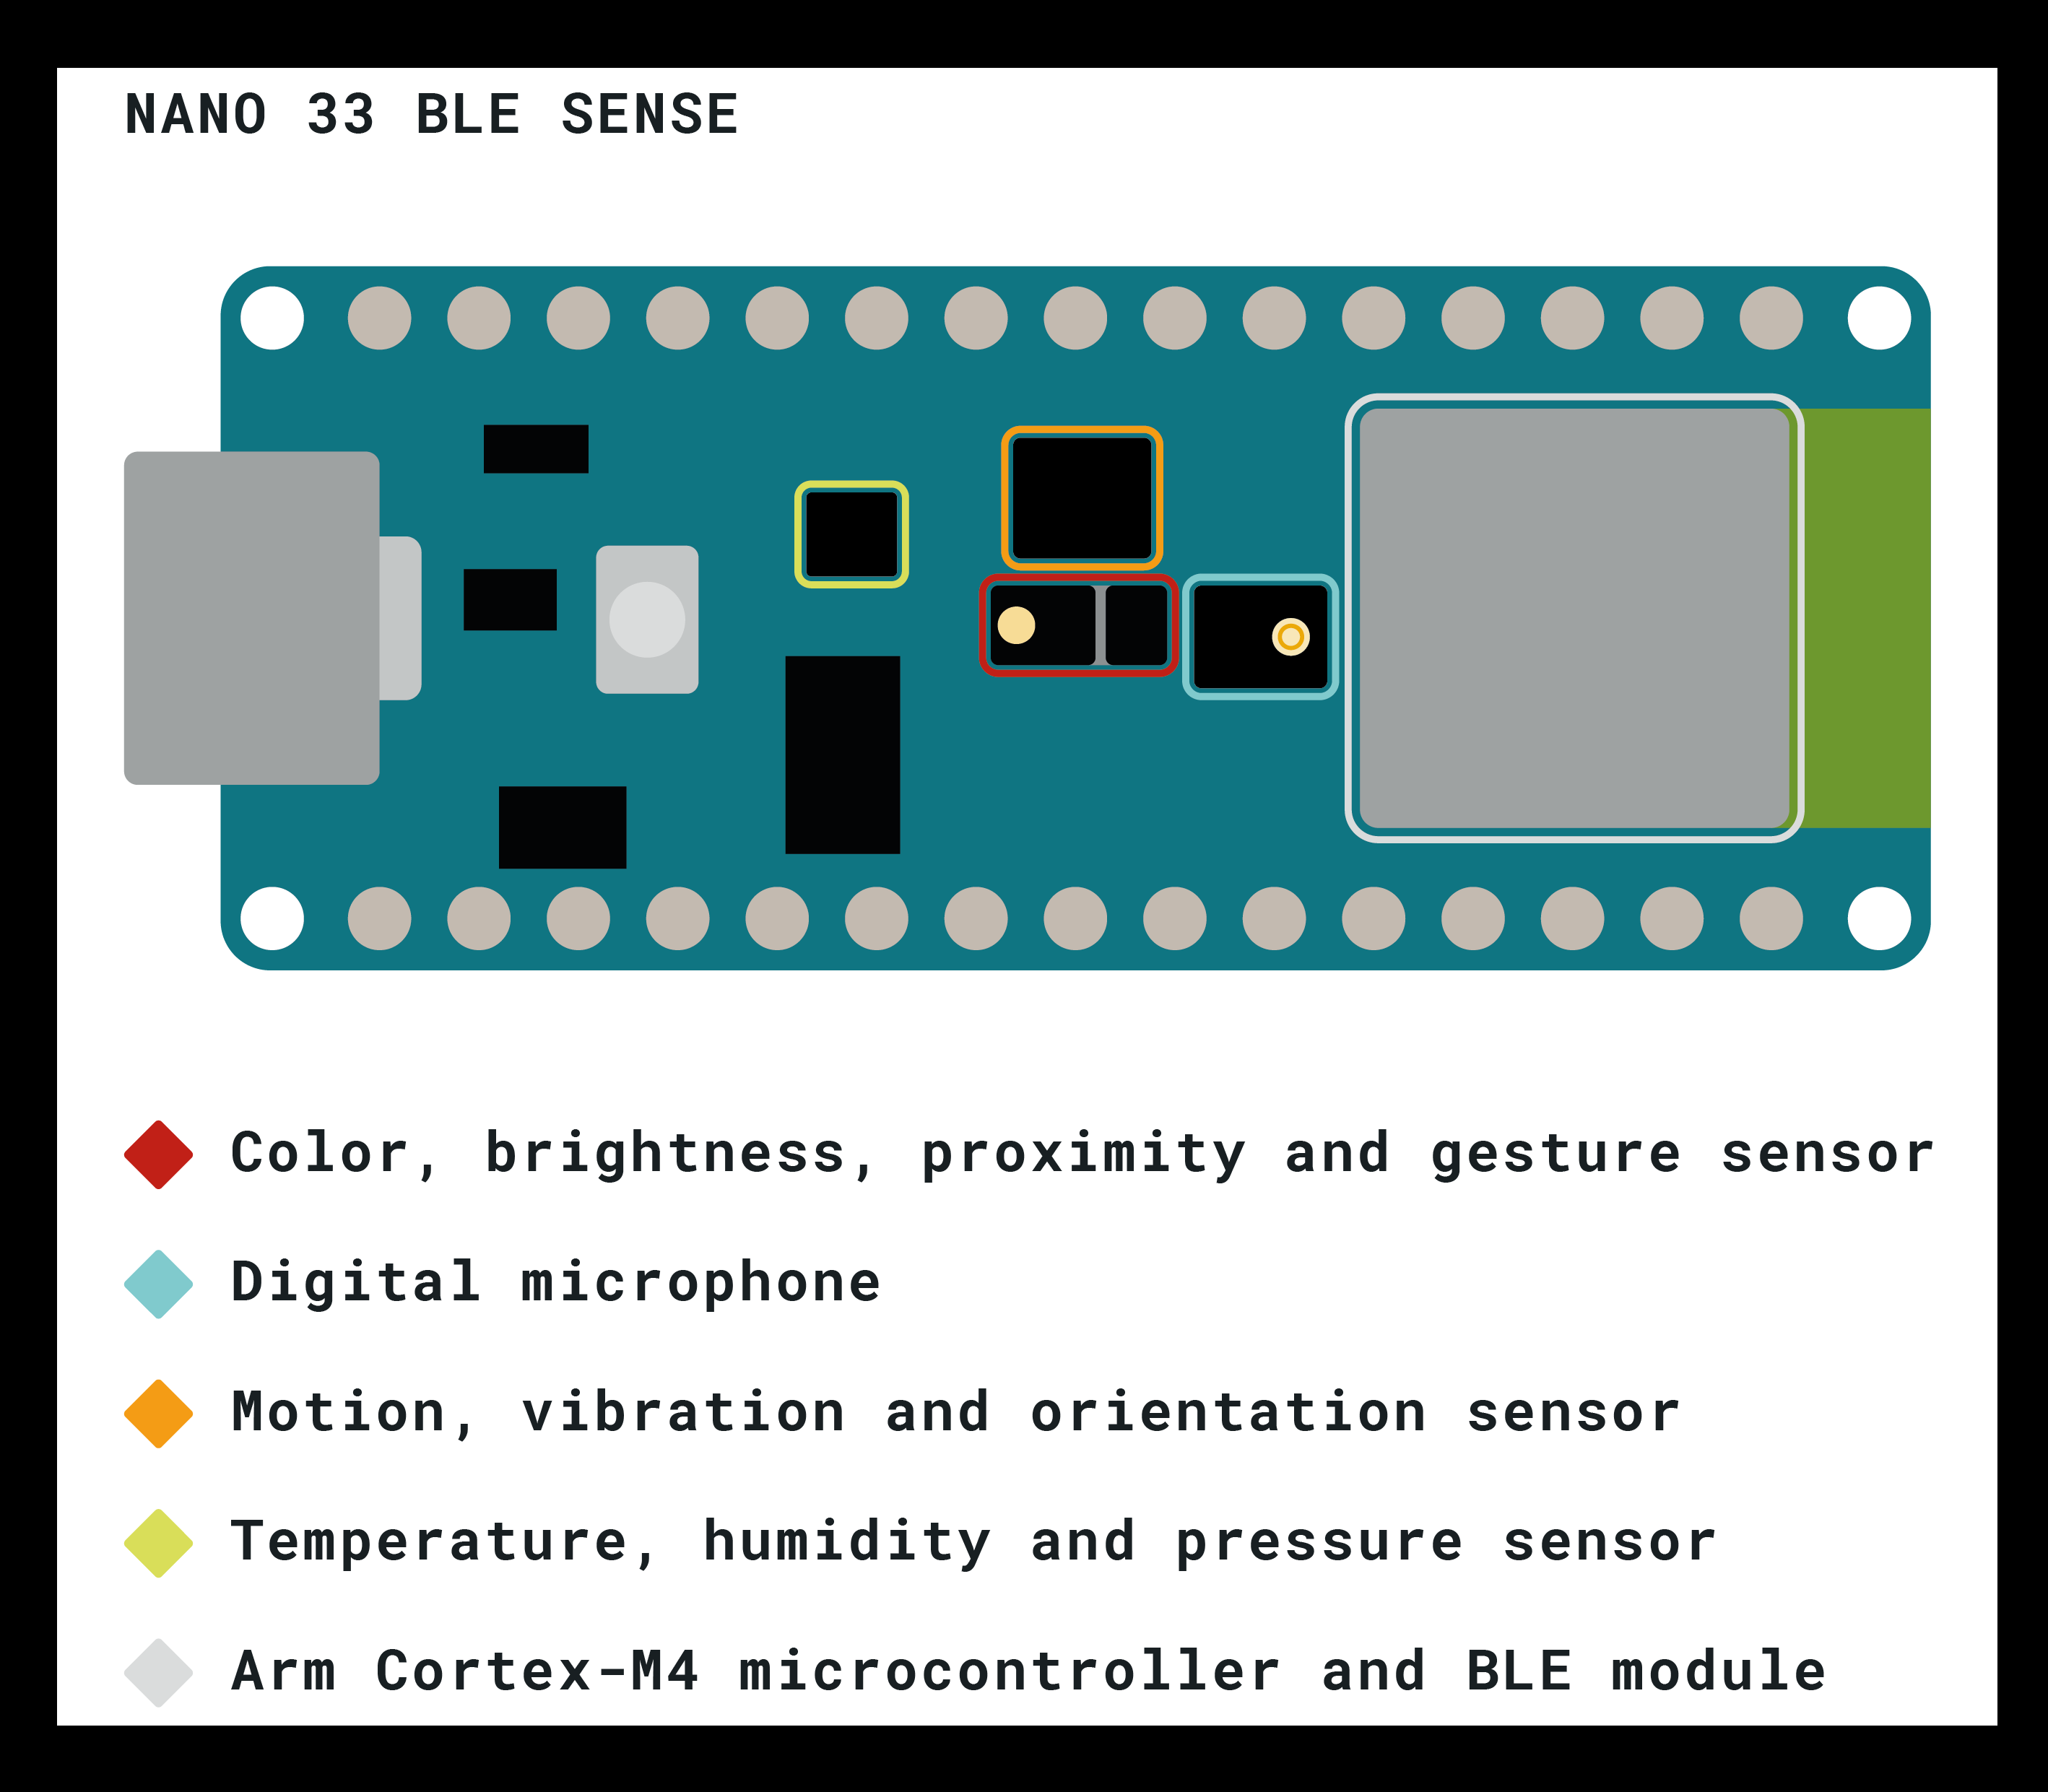 NANO 33 BLE SENSE
Color, brightness, proximity and gesture sensor
Digital microphone
Motion, vibration and orientation sensor
Temperature, humidity and pressure sensor
Arm Cortex-M4 microcontroller and BLE module